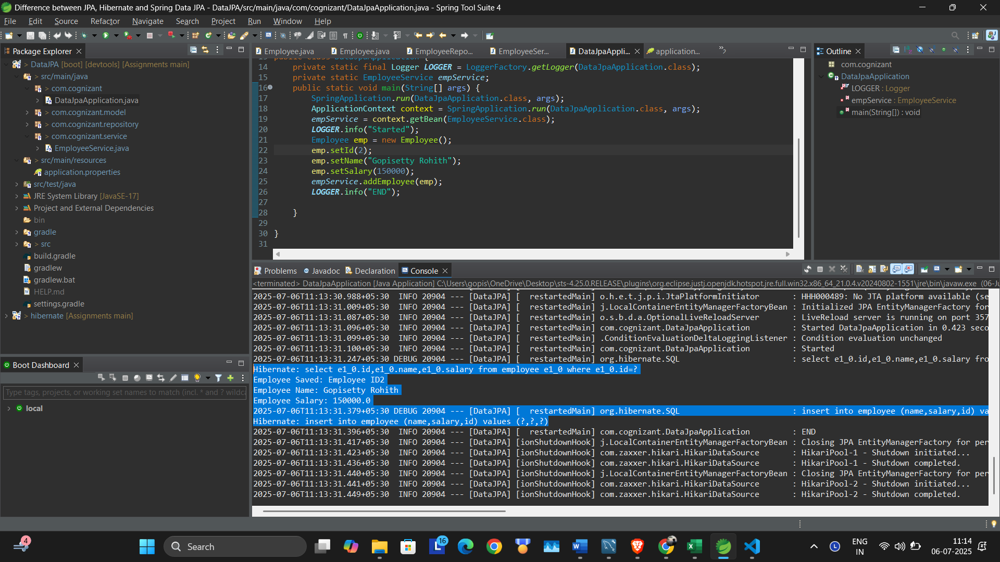 Difference between JPA, Hibernate and Spring Data JPA - DataJPA/src/main/java/com/cognizant/DataJpaApplication.java - Spring Tool Suite 4
File Edit Source Refactor Navigate Search Project Run Window Help
Package Explorer
> DataJPA [boot] [devtools] [Assignments main]
> src/main/java
> com.cognizant
DataJpaApplication.java
> com.cognizant.model
> com.cognizant.repository
> com.cognizant.service
EmployeeService.java
> src/main/resources
application.properties
src/test/java
JRE System Library [JavaSE-17]
Project and External Dependencies
bin
gradle
> src
build.gradle
gradlew
gradlew.bat
HELP.md
settings.gradle
> hibernate [Assignments main]
Boot Dashboard
Type tags, projects, or working set names to match (incl. * and ? wildca
local
Employee.java Employee.java EmployeeRepo... EmployeeSer... DataJpaAppli... application...
14 private static final Logger LOGGER = LoggerFactory.getLogger(DataJpaApplication.class);
15 private static EmployeeService empService;
16 public static void main(String[] args) {
17 SpringApplication.run(DataJpaApplication.class, args);
18 ApplicationContext context = SpringApplication.run(DataJpaApplication.class, args);
19 empService = context.getBean(EmployeeService.class);
20 LOGGER.info("Started");
21 Employee emp = new Employee();
22 emp.setId(2);
23 emp.setName("Gopisetty Rohith");
24 emp.setSalary(150000);
25 empService.addEmployee(emp);
26 LOGGER.info("END");
27
28 }
29
30 }
31
Outline
com.cognizant
DataJpaApplication
LOGGER : Logger
empService : EmployeeService
main(String[]) : void
Problems Javadoc Declaration Console
<terminated> DataJpaApplication [Java Application] C:\Users\gopis\OneDrive\Desktop\sts-4.25.0.RELEASE\plugins\org.eclipse.justj.openjdk.hotspot.jre.full.win32.x86_64_21.0.4.v20240802-1551\jre\bin\javaw.exe (06-Ju
2025-07-06T11:13:30.988+05:30 INFO 20904 --- [DataJPA] [ restartedMain] o.h.e.t.j.p.i.JtaPlatformInitiator : HHH000489: No JTA platform available (se
2025-07-06T11:13:31.009+05:30 INFO 20904 --- [DataJPA] [ restartedMain] j.LocalContainerEntityManagerFactoryBean : Initialized JPA EntityManagerFactory for
2025-07-06T11:13:31.087+05:30 INFO 20904 --- [DataJPA] [ restartedMain] o.s.b.d.a.OptionalLiveReloadServer : LiveReload server is running on port 357
2025-07-06T11:13:31.096+05:30 INFO 20904 --- [DataJPA] [ restartedMain] com.cognizant.DataJpaApplication : Started DataJpaApplication in 0.423 seco
2025-07-06T11:13:31.099+05:30 INFO 20904 --- [DataJPA] [ restartedMain] .ConditionEvaluationDeltaLoggingListener : Condition evaluation unchanged
2025-07-06T11:13:31.100+05:30 INFO 20904 --- [DataJPA] [ restartedMain] com.cognizant.DataJpaApplication : Started
2025-07-06T11:13:31.247+05:30 DEBUG 20904 --- [DataJPA] [ restartedMain] org.hibernate.SQL : select e1_0.id,e1_0.name,e1_0.salary fro
Hibernate: select e1_0.id,e1_0.name,e1_0.salary from employee e1_0 where e1_0.id=?
Employee Saved: Employee ID2
Employee Name: Gopisetty Rohith
Employee Salary: 150000.0
2025-07-06T11:13:31.379+05:30 DEBUG 20904 --- [DataJPA] [ restartedMain] org.hibernate.SQL : insert into employee (name,salary,id) va
Hibernate: insert into employee (name,salary,id) values (?,?,?)
2025-07-06T11:13:31.396+05:30 INFO 20904 --- [DataJPA] [ restartedMain] com.cognizant.DataJpaApplication : END
2025-07-06T11:13:31.417+05:30 INFO 20904 --- [DataJPA] [ionShutdownHook] j.LocalContainerEntityManagerFactoryBean : Closing JPA EntityManagerFactory for per
2025-07-06T11:13:31.423+05:30 INFO 20904 --- [DataJPA] [ionShutdownHook] com.zaxxer.hikari.HikariDataSource : HikariPool-1 - Shutdown initiated...
2025-07-06T11:13:31.436+05:30 INFO 20904 --- [DataJPA] [ionShutdownHook] com.zaxxer.hikari.HikariDataSource : HikariPool-1 - Shutdown completed.
2025-07-06T11:13:31.440+05:30 INFO 20904 --- [DataJPA] [ionShutdownHook] j.LocalContainerEntityManagerFactoryBean : Closing JPA EntityManagerFactory for per
2025-07-06T11:13:31.441+05:30 INFO 20904 --- [DataJPA] [ionShutdownHook] com.zaxxer.hikari.HikariDataSource : HikariPool-2 - Shutdown initiated...
2025-07-06T11:13:31.449+05:30 INFO 20904 --- [DataJPA] [ionShutdownHook] com.zaxxer.hikari.HikariDataSource : HikariPool-2 - Shutdown completed.
4
Search
16
ENG
IN
11:14
06-07-2025